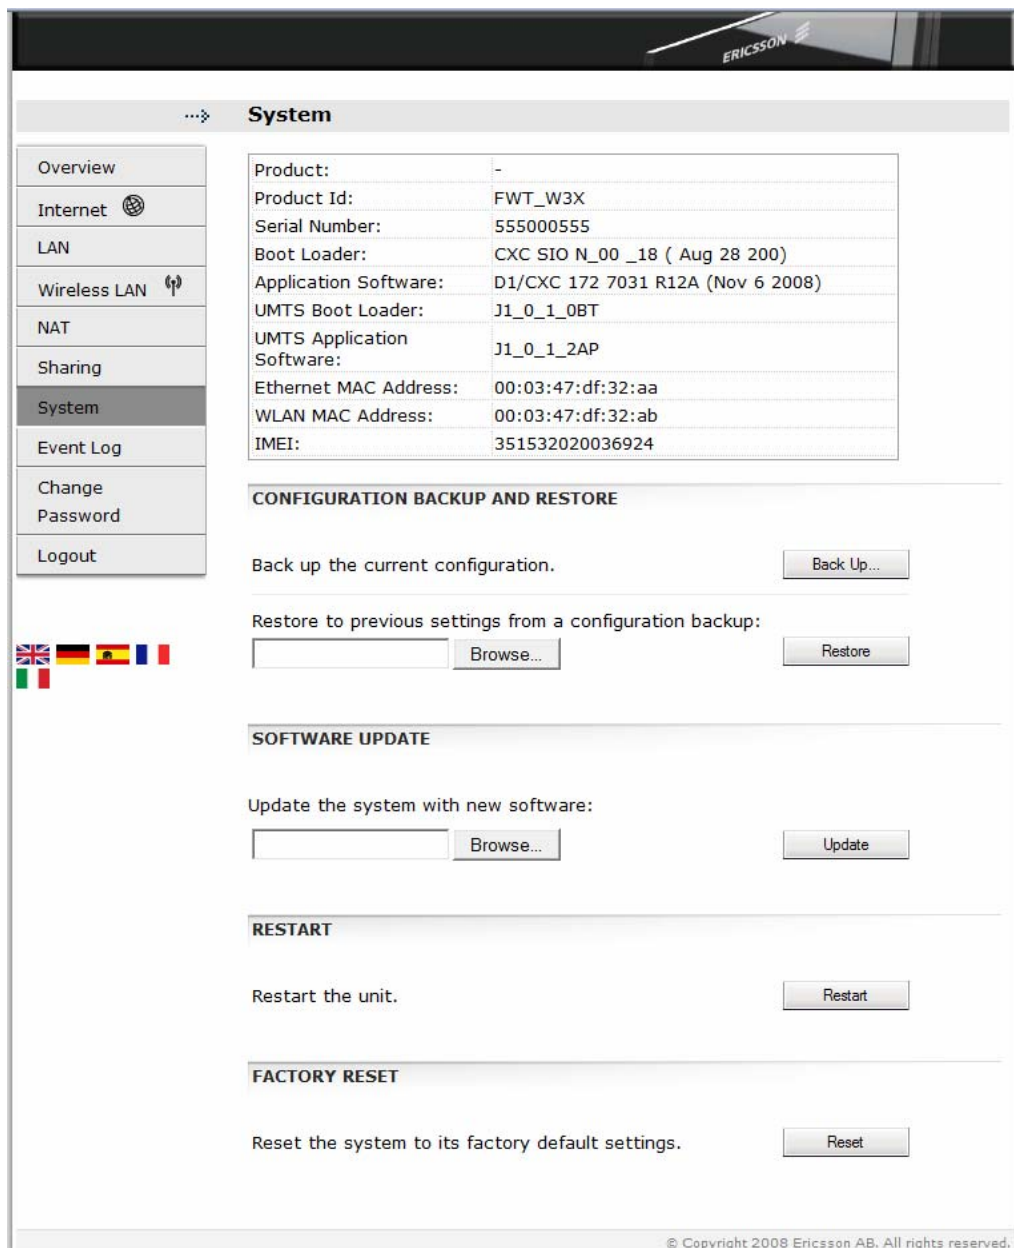 ERICSSON
System
Overview
Internet
LAN
Wireless LAN
NAT
Sharing
System
Event Log
Change
Password
Logout
Product: -
Product Id: FWT_W3X
Serial Number: 555000555
Boot Loader: CXC SIO N_00 _18 ( Aug 28 200)
Application Software: D1/CXC 172 7031 R12A (Nov 6 2008)
UMTS Boot Loader: J1_0_1_0BT
UMTS Application
Software: J1_0_1_2AP
Ethernet MAC Address: 00:03:47:df:32:aa
WLAN MAC Address: 00:03:47:df:32:ab
IMEI: 351532020036924
CONFIGURATION BACKUP AND RESTORE
Back up the current configuration. Back Up...
Restore to previous settings from a configuration backup:
Browse... Restore
SOFTWARE UPDATE
Update the system with new software:
Browse... Update
RESTART
Restart the unit. Restart
FACTORY RESET
Reset the system to its factory default settings. Reset
© Copyright 2008 Ericsson AB. All rights reserved.